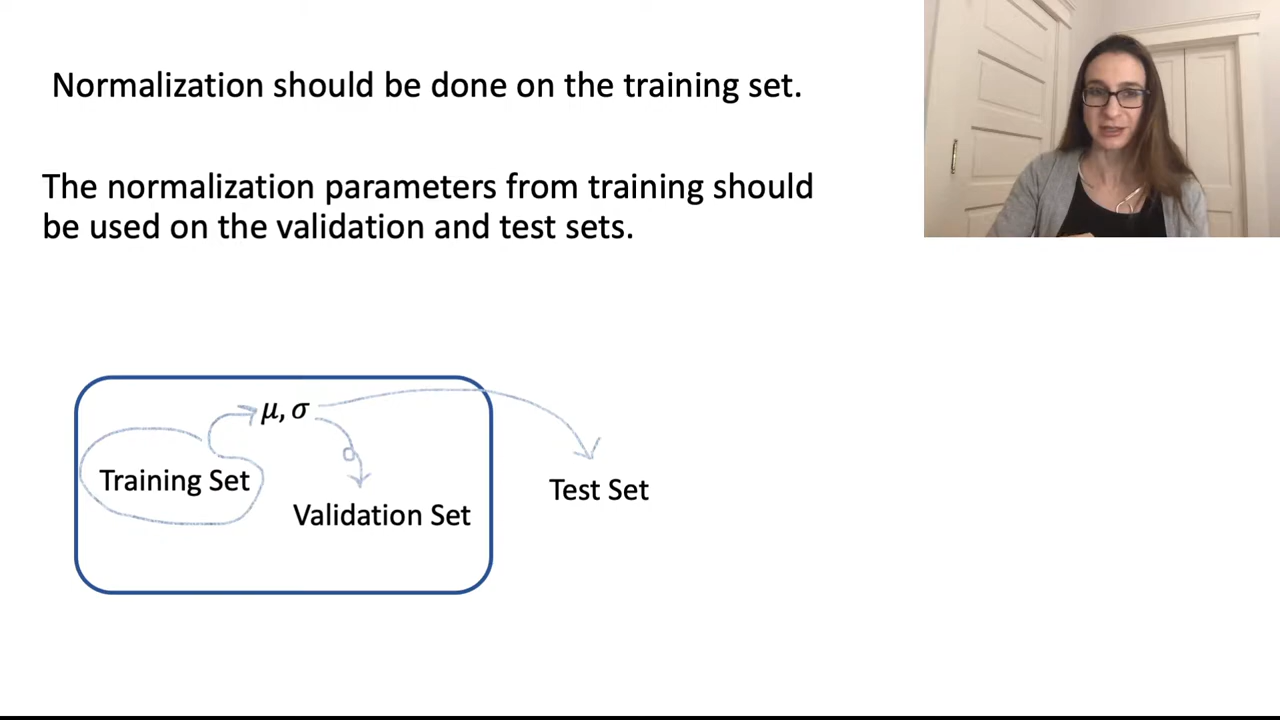 Normalization should be done on the training set.
The normalization parameters from training should
be used on the validation and test sets.
μ, σ
Training Set
Validation Set
Test Set